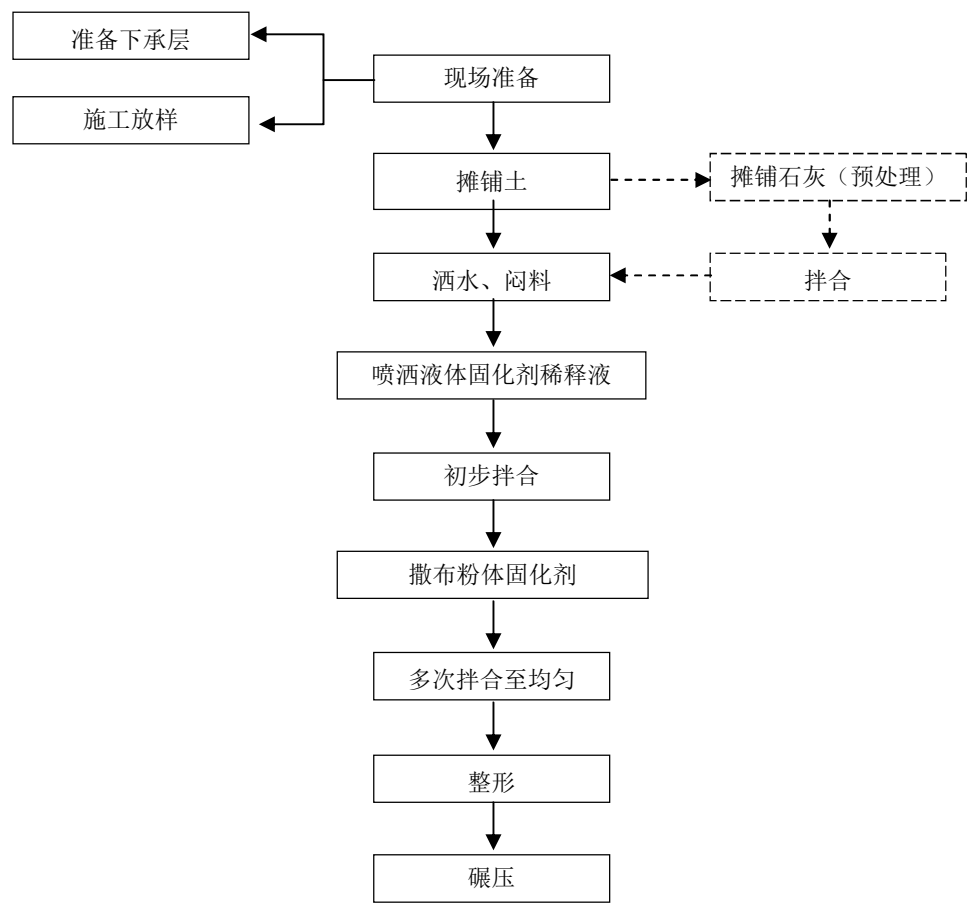 准备下承层
现场准备
施工放样
摊铺土
摊铺石灰（预处理）
洒水、闷料
拌合
喷洒液体固化剂稀释液
初步拌合
撒布粉体固化剂
多次拌合至均匀
整形
碾压